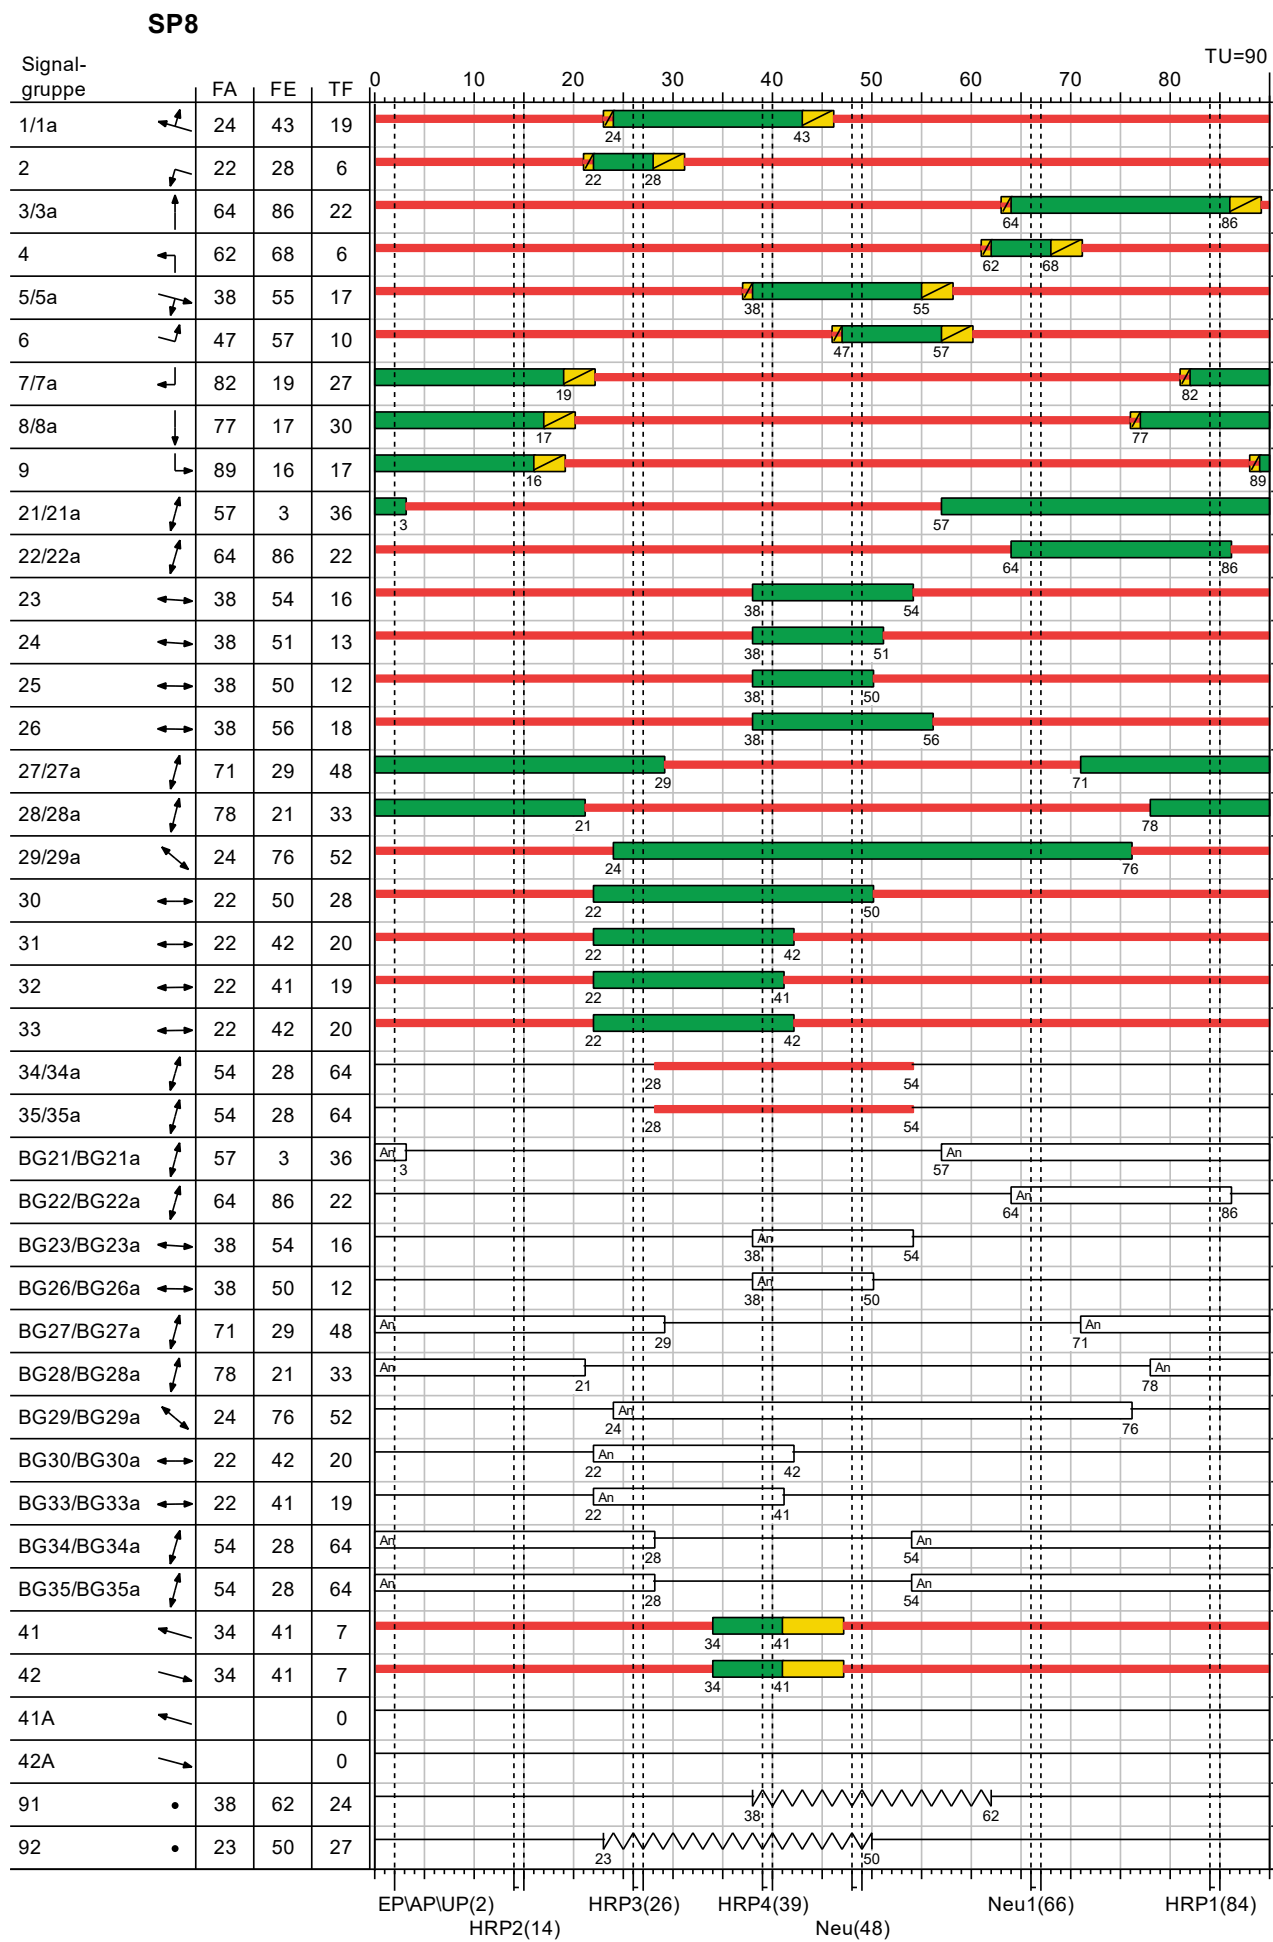 SP8
TU=90
Signal-
gruppe FA FE TF 0 10 20 30 40 50 60 70 80
1/1a 24 43 19
24 43
2 22 28 6
22 28
3/3a 64 86 22
64 86
4 62 68 6
62 68
5/5a 38 55 17
38 55
6 47 57 10
47 57
7/7a 82 19 27
19 82
8/8a 77 17 30
17 77
9 89 16 17
16 89
21/21a 57 3 36
3 57
22/22a 64 86 22
64 86
23 38 54 16
38 54
24 38 51 13
38 51
25 38 50 12
38 50
26 38 56 18
38 56
27/27a 71 29 48
29 71
28/28a 78 21 33
21 78
29/29a 24 76 52
24 76
30 22 50 28
22 50
31 22 42 20
22 42
32 22 41 19
22 41
33 22 42 20
22 42
34/34a 54 28 64
28 54
35/35a 54 28 64
28 54
BG21/BG21a 57 3 36 An An
3 57
BG22/BG22a 64 86 22 An
64 86
BG23/BG23a 38 54 16 An
38 54
BG26/BG26a 38 50 12 An
38 50
BG27/BG27a 71 29 48 An An
29 71
BG28/BG28a 78 21 33 An An
21 78
BG29/BG29a 24 76 52 An
24 76
BG30/BG30a 22 42 20 An
22 42
BG33/BG33a 22 41 19 An
22 41
BG34/BG34a 54 28 64 An An
28 54
BG35/BG35a 54 28 64 An An
28 54
41 34 41 7
34 41
42 34 41 7
34 41
41A 0
42A 0
91 38 62 24
38 62
92 23 50 27
23 50
EP\AP\UP(2) HRP3(26) HRP4(39) Neu1(66) HRP1(84)
HRP2(14) Neu(48)